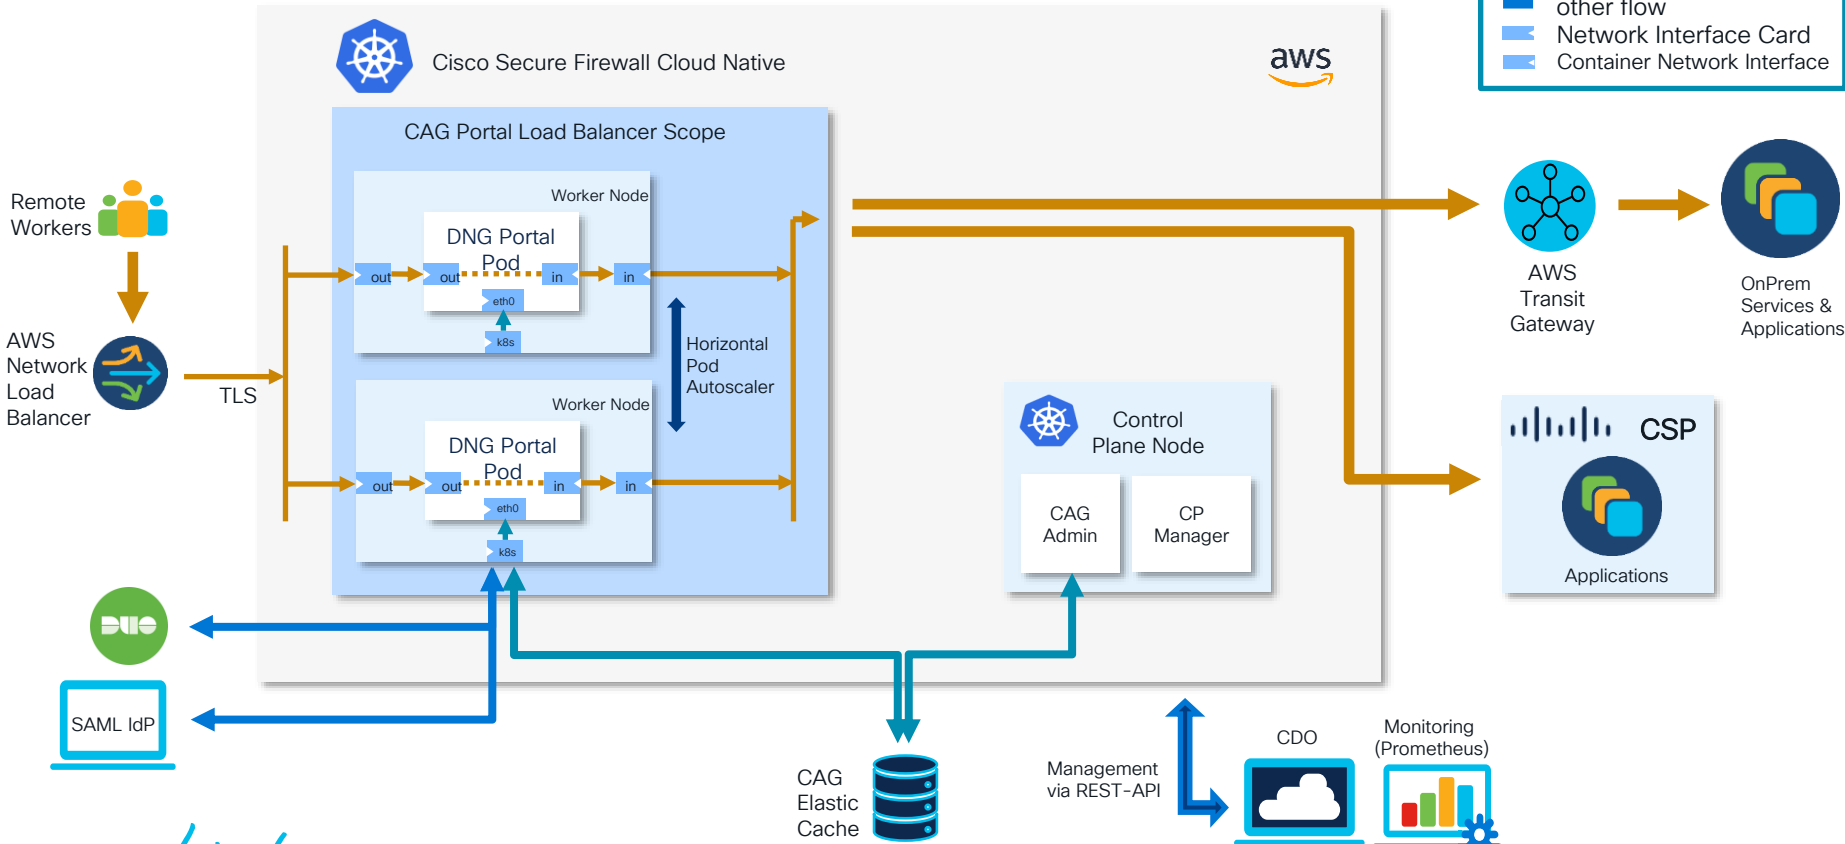 other flow
Network Interface Card
Container Network Interface
Cisco Secure Firewall Cloud Native
aws
CAG Portal Load Balancer Scope
Worker Node
DNG Portal
Pod
out
out
in
in
eth0
k8s
Horizontal
Pod
Autoscaler
Worker Node
DNG Portal
Pod
out
out
in
in
eth0
k8s
Remote
Workers
AWS
Network
Load
Balancer
TLS
AWS
Transit
Gateway
OnPrem
Services &
Applications
Control
Plane Node
CAG
Admin
CP
Manager
CSP
Applications
DUO
SAML IdP
CAG
Elastic
Cache
Management
via REST-API
CDO
Monitoring
(Prometheus)